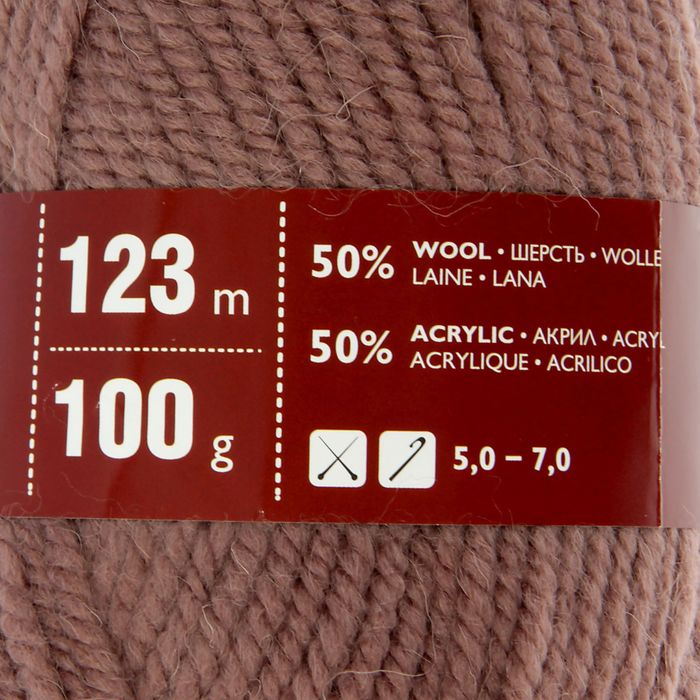 123 m
100 g
50% WOOL • ШЕРСТЬ • WOLLE
LAINE • LANA
50% ACRYLIC • АКРИЛ • ACRYL
ACRYLIQUE • ACRILICO
5,0 – 7,0